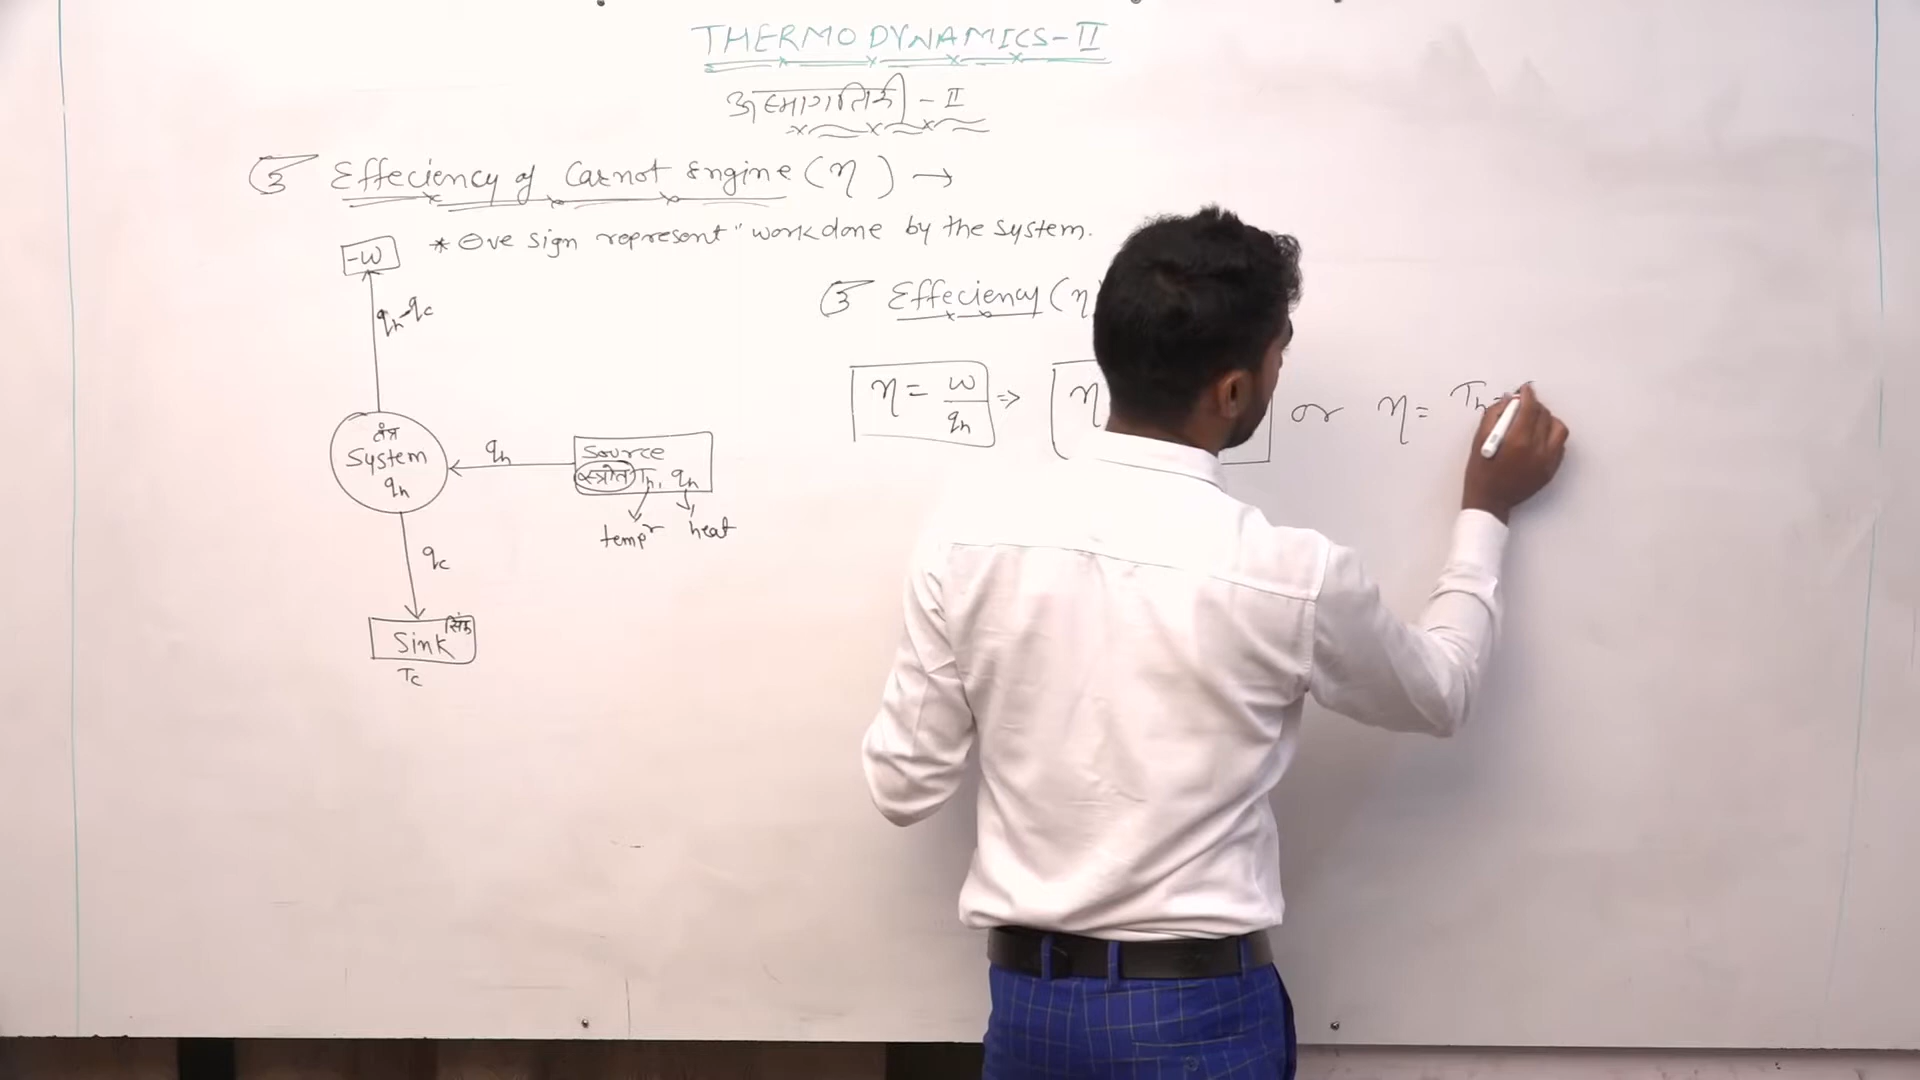 THERMODYNAMICS-II
ऊष्मागतिकी - II
③ Effeciency of Carnot Engine (η) →
* ⊖ve sign represent "workdone by the system.
-w
qh-qc
③ Effeciency (η)
η = w/qh ⇒ η or η = Th-
तंत्र
System
qh
qh
Source
स्त्रोत Th, qh
tempr heat
qc
सिंक
Sink
Tc